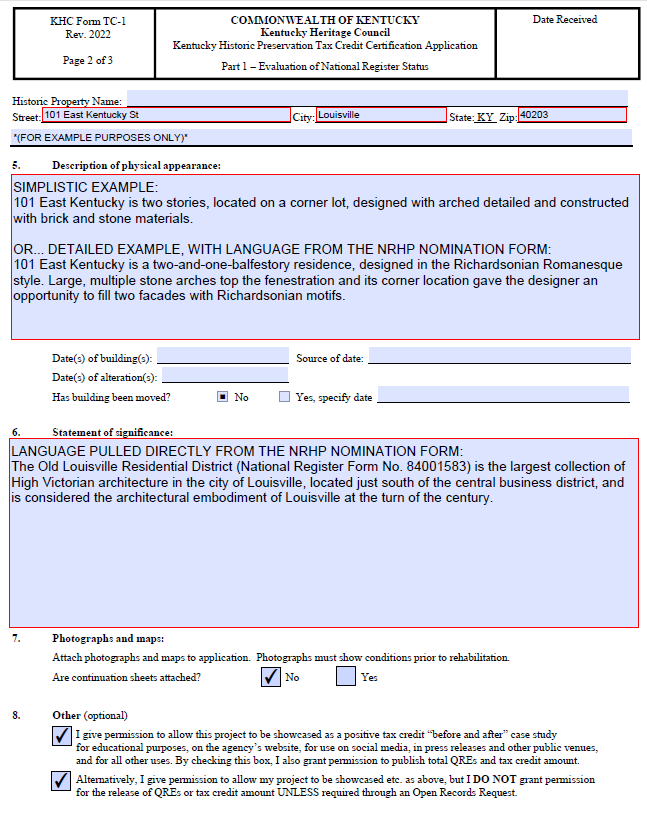 KHC Form TC-1
Rev. 2022
Page 2 of 3
COMMONWEALTH OF KENTUCKY
Kentucky Heritage Council
Kentucky Historic Preservation Tax Credit Certification Application
Part 1 – Evaluation of National Register Status
Date Received
Historic Property Name:
Street: 101 East Kentucky St City: Louisville State: KY Zip: 40203
*(FOR EXAMPLE PURPOSES ONLY)*
5. Description of physical appearance:
SIMPLISTIC EXAMPLE:
101 East Kentucky is two stories, located on a corner lot, designed with arched detailed and constructed
with brick and stone materials.
OR... DETAILED EXAMPLE, WITH LANGUAGE FROM THE NRHP NOMINATION FORM:
101 East Kentucky is a two-and-one-balfestory residence, designed in the Richardsonian Romanesque
style. Large, multiple stone arches top the fenestration and its corner location gave the designer an
opportunity to fill two facades with Richardsonian motifs.
Date(s) of building(s): Source of date:
Date(s) of alteration(s):
Has building been moved? No Yes, specify date
6. Statement of significance:
LANGUAGE PULLED DIRECTLY FROM THE NRHP NOMINATION FORM:
The Old Louisville Residential District (National Register Form No. 84001583) is the largest collection of
High Victorian architecture in the city of Louisville, located just south of the central business district, and
is considered the architectural embodiment of Louisville at the turn of the century.
7. Photographs and maps:
Attach photographs and maps to application. Photographs must show conditions prior to rehabilitation.
Are continuation sheets attached? No Yes
8. Other (optional)
I give permission to allow this project to be showcased as a positive tax credit “before and after” case study
for educational purposes, on the agency’s website, for use on social media, in press releases and other public venues,
and for all other uses. By checking this box, I also grant permission to publish total QREs and tax credit amount.
Alternatively, I give permission to allow my project to be showcased etc. as above, but I DO NOT grant permission
for the release of QREs or tax credit amount UNLESS required through an Open Records Request.